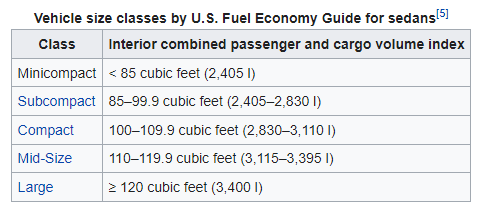 Vehicle size classes by U.S. Fuel Economy Guide for sedans[5]
Class Interior combined passenger and cargo volume index
Minicompact < 85 cubic feet (2,405 l)
Subcompact 85–99.9 cubic feet (2,405–2,830 l)
Compact 100–109.9 cubic feet (2,830–3,110 l)
Mid-Size 110–119.9 cubic feet (3,115–3,395 l)
Large ≥ 120 cubic feet (3,400 l)